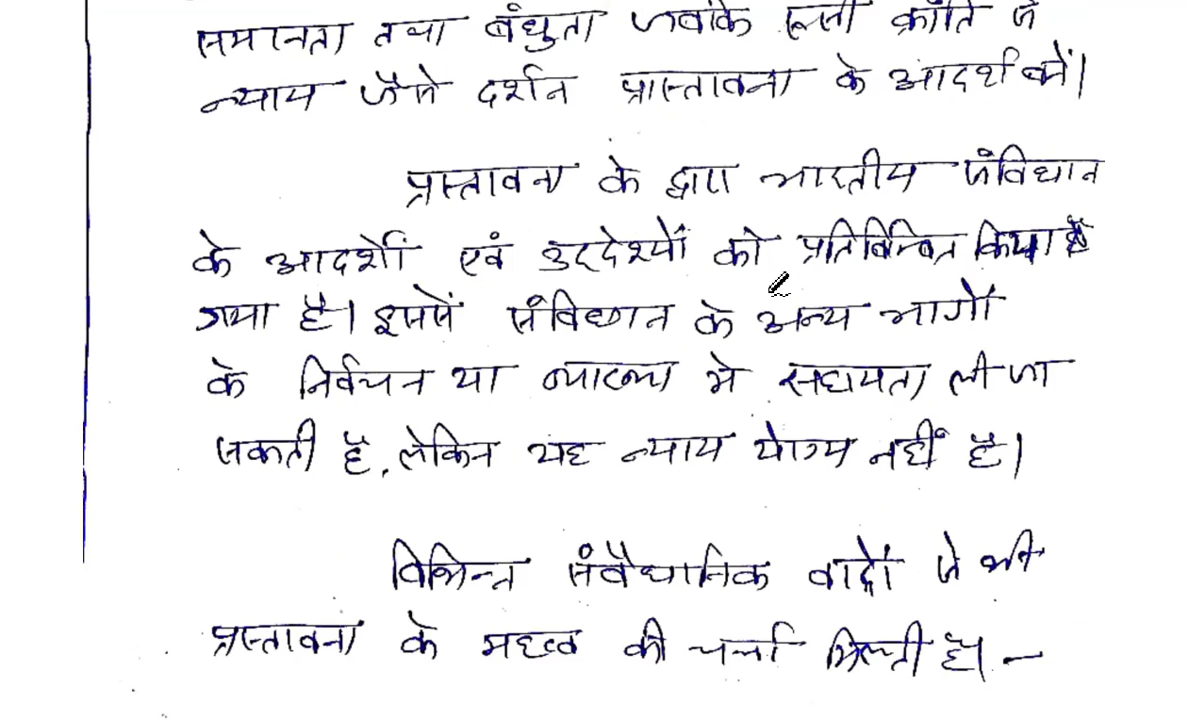 समानता तथा बंधुता जबकि रूसी क्रांति से
न्याय जैसे दर्शन प्रास्तावना के आदर्श बने।
प्रस्तावना के द्वारा भारतीय संविधान
के आदर्शों एवं उद्देश्यों को प्रतिबिम्बित किया
गया है। इससे संविधान के अन्य भागों
के निर्वचन या व्याख्या मे सहायता ली जा
सकती है, लेकिन यह न्याय योग्य नहीं है।
विभिन्न संवैधानिक वादों से भी
प्रस्तावना के महत्व की चर्चा मिलती है। –